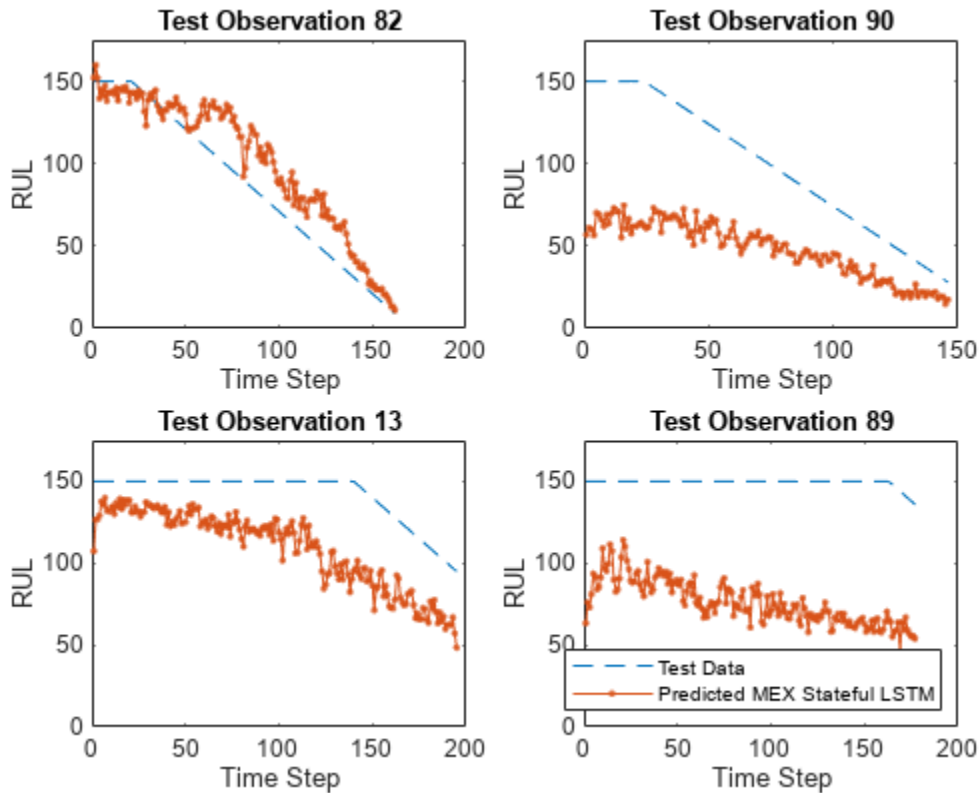 Test Observation 82
150
100
50
0
RUL
0 50 100 150 200
Time Step
Test Observation 90
150
100
50
0
RUL
0 50 100 150
Time Step
Test Observation 13
150
100
50
0
RUL
0 50 100 150 200
Time Step
Test Observation 89
150
100
50
0
RUL
Test Data
Predicted MEX Stateful LSTM
0 50 100 150 200
Time Step